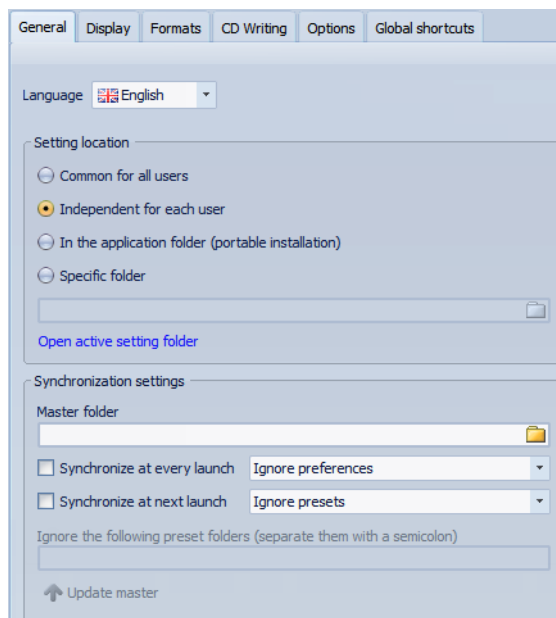 General Display Formats CD Writing Options Global shortcuts
Language English
Setting location
Common for all users
Independent for each user
In the application folder (portable installation)
Specific folder
Open active setting folder
Synchronization settings
Master folder
Synchronize at every launch Ignore preferences
Synchronize at next launch Ignore presets
Ignore the following preset folders (separate them with a semicolon)
Update master